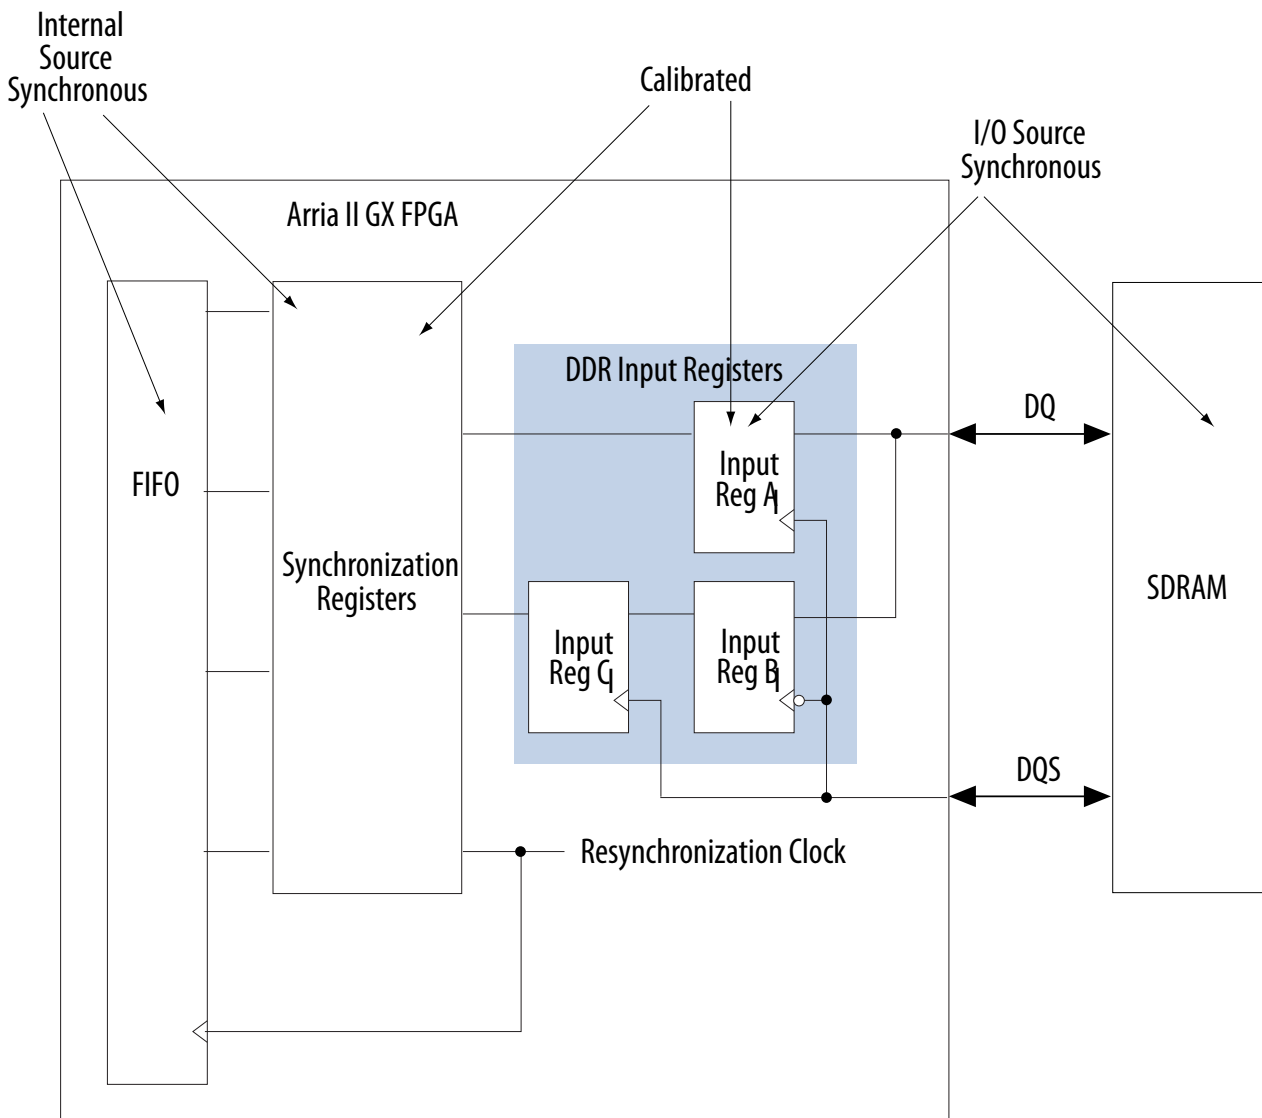 Internal
Source
Synchronous
Calibrated
I/O Source
Synchronous
Arria II GX FPGA
DDR Input Registers
DQ
Input
Reg A
I
FIFO
Synchronization
Registers
SDRAM
Input
Reg C
I
Input
Reg B
I
DQS
Resynchronization Clock